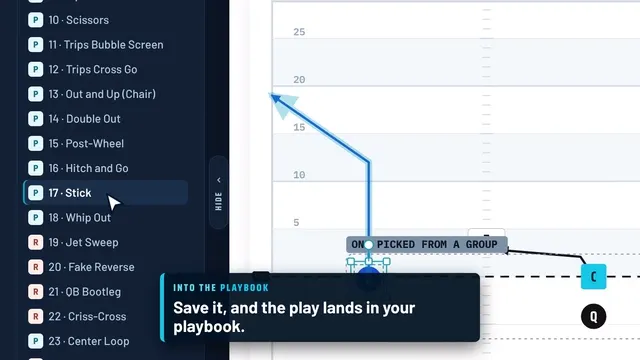 P 10 · Scissors
P 11 · Trips Bubble Screen
P 12 · Trips Cross Go
P 13 · Out and Up (Chair)
P 14 · Double Out
P 15 · Post-Wheel
P 16 · Hitch and Go
P 17 · Stick
P 18 · Whip Out
R 19 · Jet Sweep
R 20 · Fake Reverse
R 21 · QB Bootleg
R 22 · Criss-Cross
P 23 · Center Loop
HIDE
25
20
15
10
5
PICKED FROM A GROUP
C
Q
INTO THE PLAYBOOK
Save it, and the play lands in your
playbook.